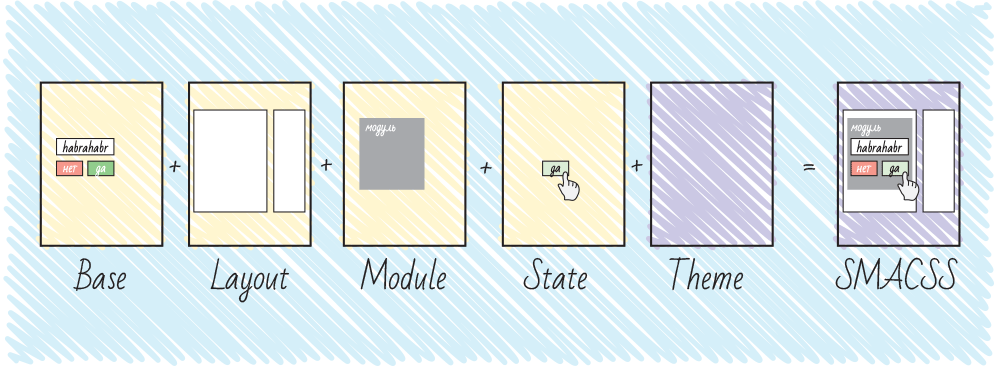 habrahabr
нет да
+
+
модуль
+
да
+
=
модуль
habrahabr
нет да
Base
Layout
Module
State
Theme
SMACSS